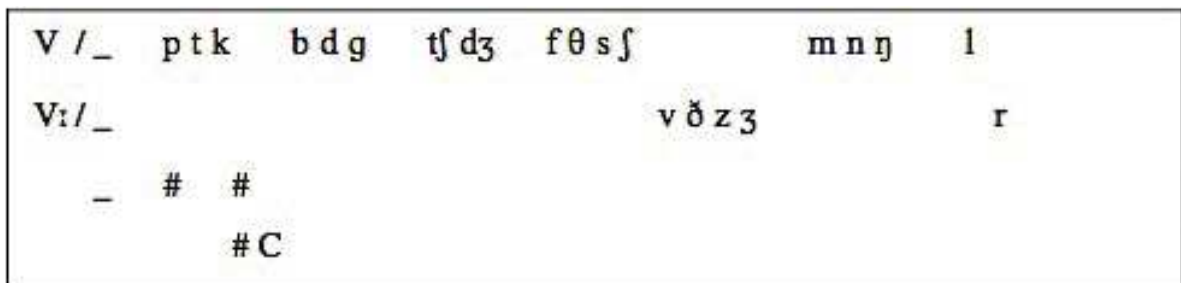 V /_ p t k b d ɡ tʃ dʒ f θ s ʃ m n ŋ l
Vː/_ v ð z ʒ r
_ # #
# C